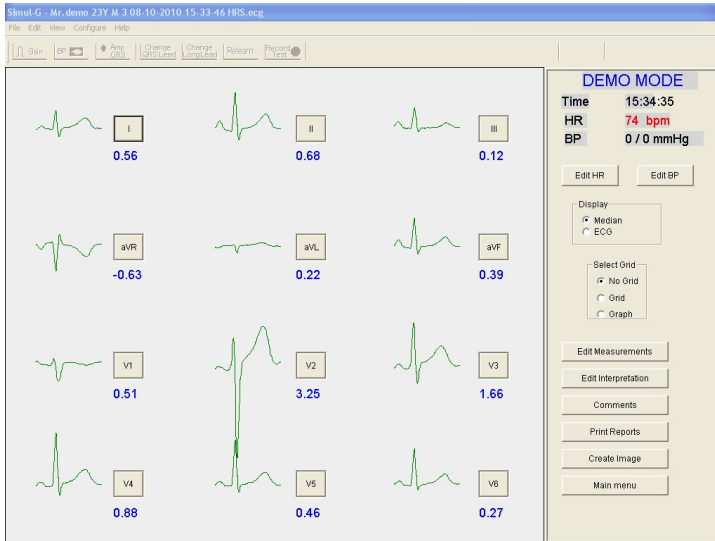 Simul-G - Mr. demo 23Y M 3 08-10-2010 15-33-46 HRS.ecg
File Edit View Configure Help
Gain BP Amp QRS Change QRS Lead Change Long Lead Relearn Record Test
DEMO MODE
Time 15:34:35
HR 74 bpm
BP 0 / 0 mmHg
Edit HR Edit BP
Display
Median
ECG
Select Grid
No Grid
Grid
Graph
Edit Measurements
Edit Interpretation
Comments
Print Reports
Create Image
Main menu
I II III
0.56 0.68 0.12
aVR aVL aVF
-0.63 0.22 0.39
V1 V2 V3
0.51 3.25 1.66
V4 V5 V6
0.88 0.46 0.27